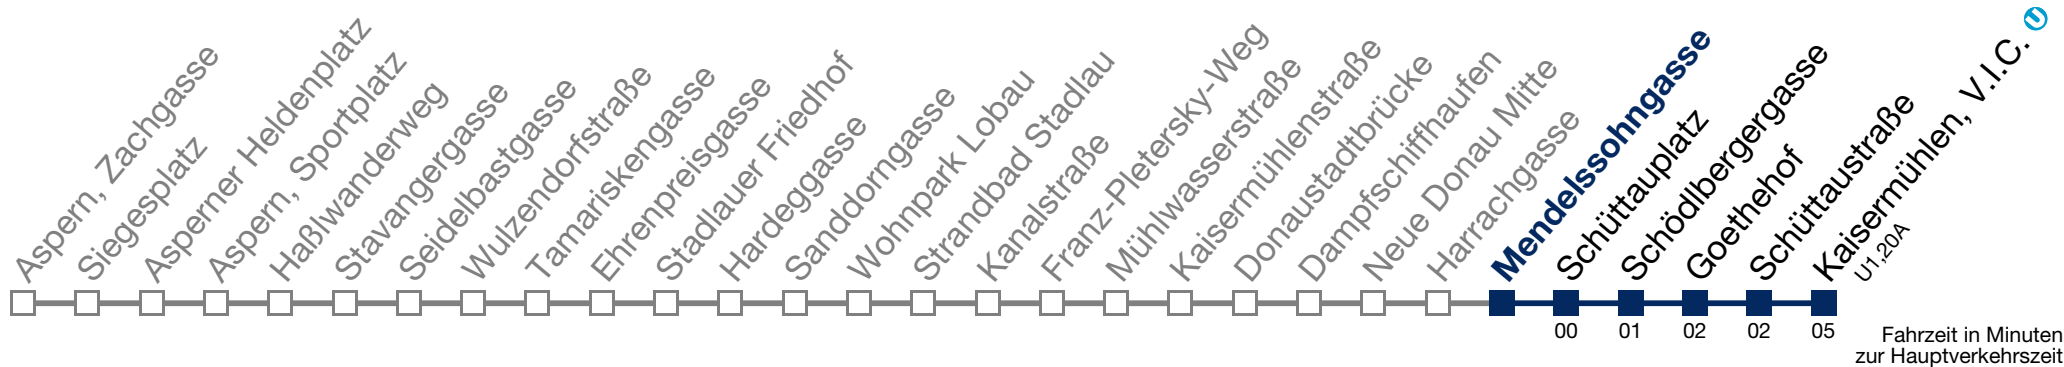 Aspern, Zachgasse
Siegesplatz
Asperner Heldenplatz
Aspern, Sportplatz
Haßlwanderweg
Stavangergasse
Seidelbastgasse
Wulzendorfstraße
Tamariskengasse
Ehrenpreisgasse
Stadlauer Friedhof
Hardeggasse
Sanddorngasse
Wohnpark Lobau
Strandbad Stadlau
Kanalstraße
Franz-Pletersky-Weg
Mühlwasserstraße
Kaisermühlenstraße
Donaustadtbrücke
Dampfschiffhaufen
Neue Donau Mitte
Harrachgasse
Mendelssohngasse
Schüttauplatz
Schödlbergergasse
Goethehof
Schüttaustraße
Kaisermühlen, V.I.C. U
U1,20A
00 01 02 02 05
Fahrzeit in Minuten
zur Hauptverkehrszeit